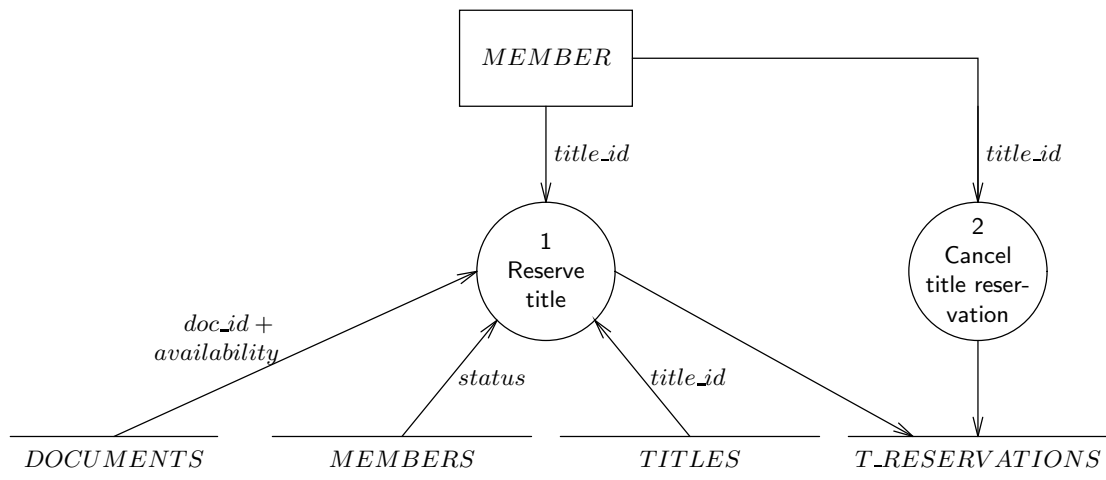 MEMBER
title_id
title_id
1
Reserve
title
2
Cancel
title reser-
vation
doc_id +
availability
status
title_id
DOCUMENTS
MEMBERS
TITLES
T_RESERVATIONS